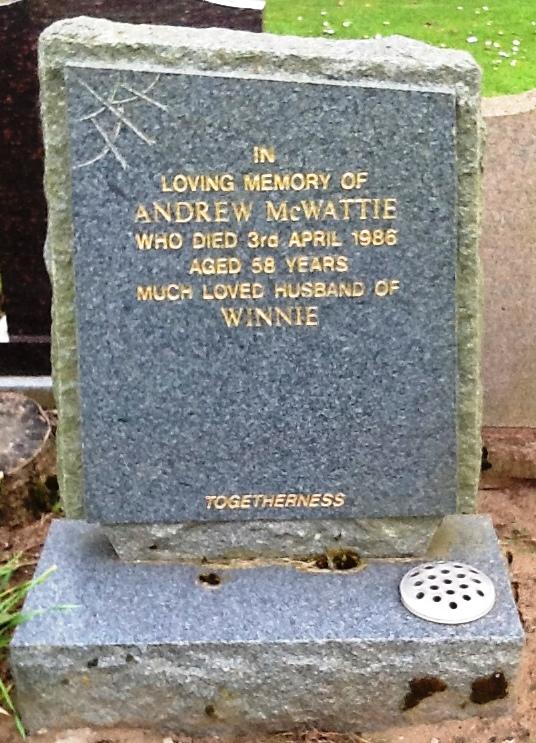 IN
LOVING MEMORY OF
ANDREW McWATTIE
WHO DIED 3rd APRIL 1986
AGED 58 YEARS
MUCH LOVED HUSBAND OF
WINNIE
TOGETHERNESS